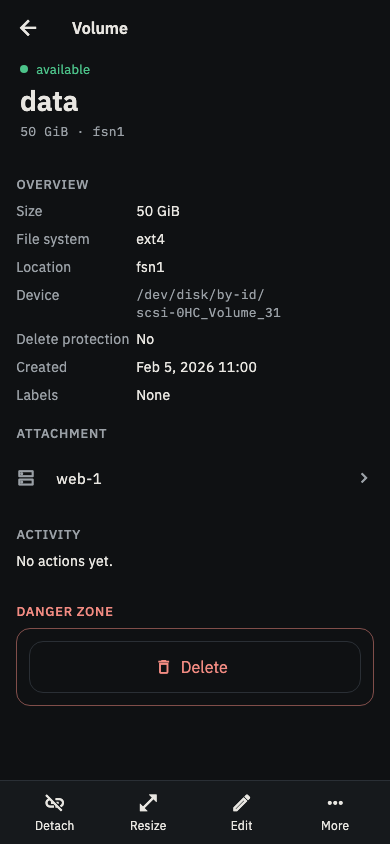 Volume
available
data
50 GiB · fsn1
OVERVIEW
Size 50 GiB
File system ext4
Location fsn1
Device /dev/disk/by-id/
scsi-0HC_Volume_31
Delete protection No
Created Feb 5, 2026 11:00
Labels None
ATTACHMENT
web-1
ACTIVITY
No actions yet.
DANGER ZONE
Delete
Detach Resize Edit More